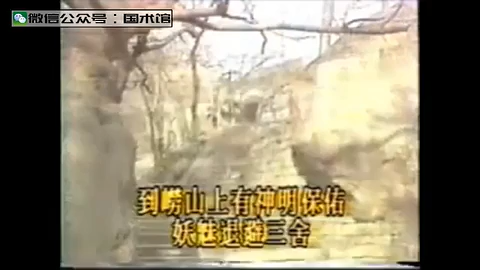 微信公众号：国术馆
到崂山上有神明保佑
妖魅退避三舍